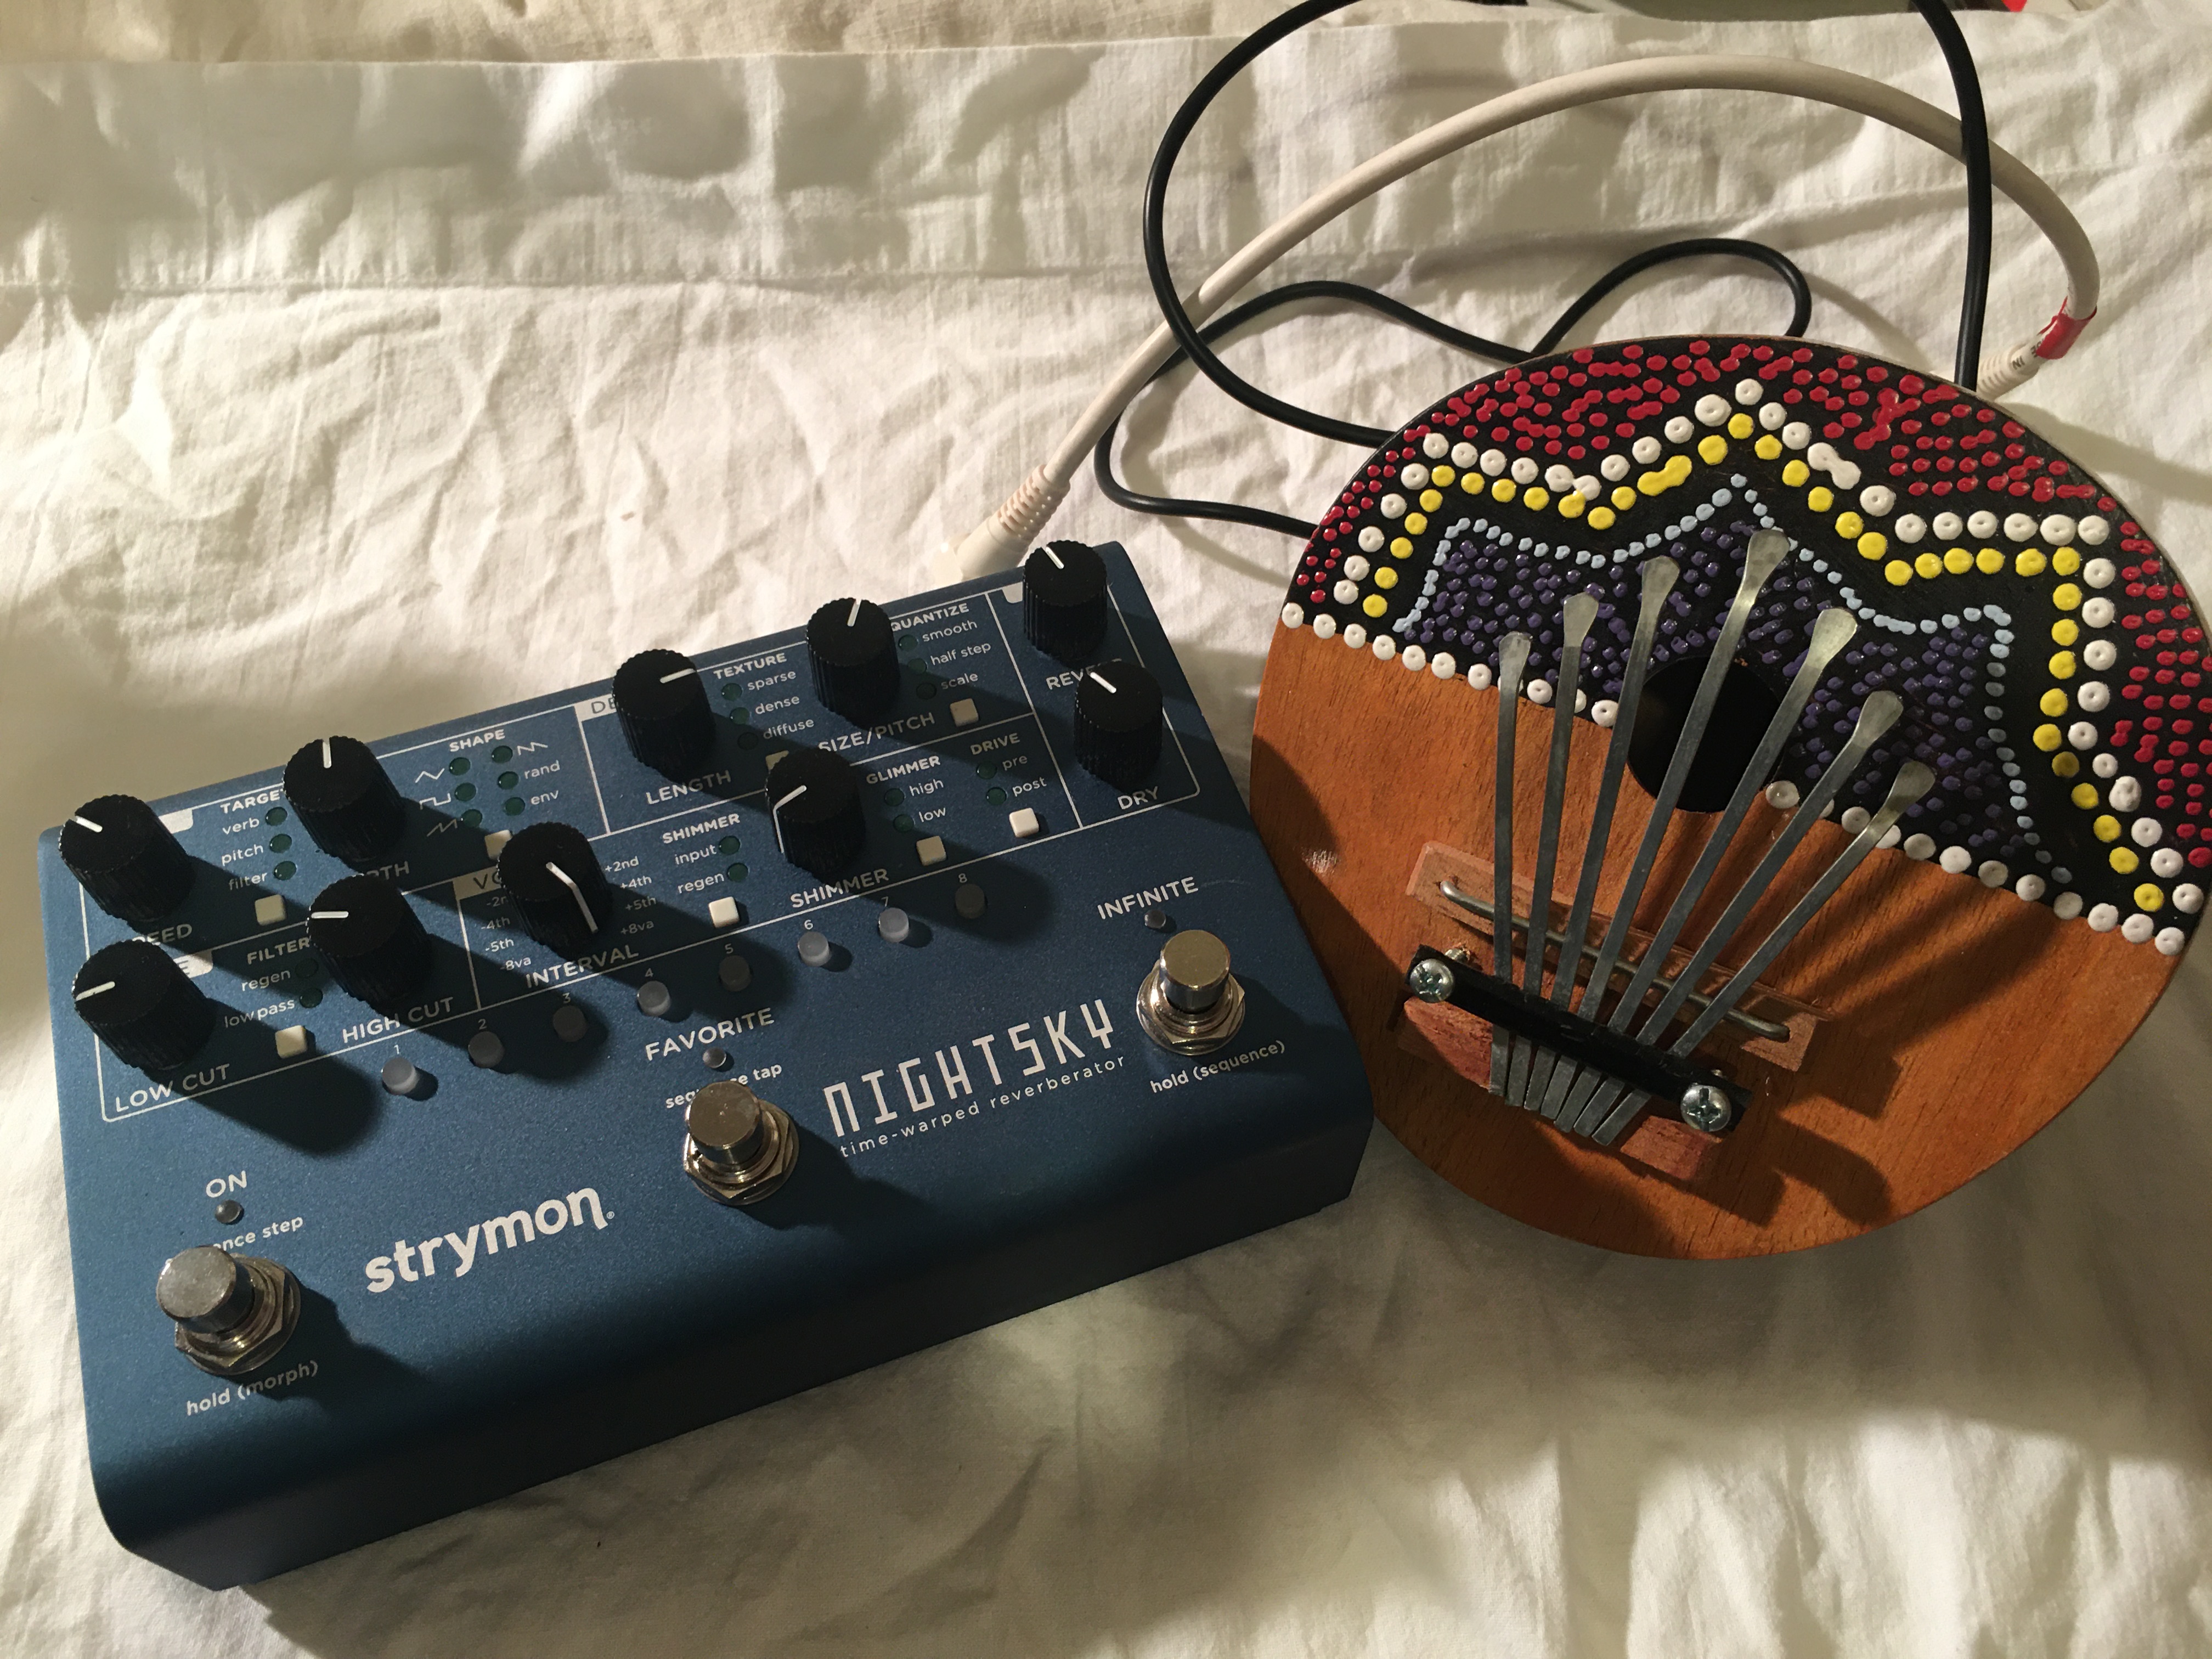 TARGET
verb
pitch
filter
SHAPE
rand
env
LENGTH
TEXTURE
sparse
dense
diffuse
SIZE/PITCH
QUANTIZE
smooth
half step
scale
DRY
FILTER
regen
low pass
LOW CUT
HIGH CUT
-4th
-5th
-8va
+2nd
+4th
+5th
+8va
INTERVAL
SHIMMER
input
regen
SHIMMER
GLIMMER
high
low
DRIVE
pre
post
1
2
3
4
5
6
7
8
ON
hold (morph)
FAVORITE
tap
INFINITE
hold (sequence)
strymon®
NIGHTSKY
time-warped reverberator
IN